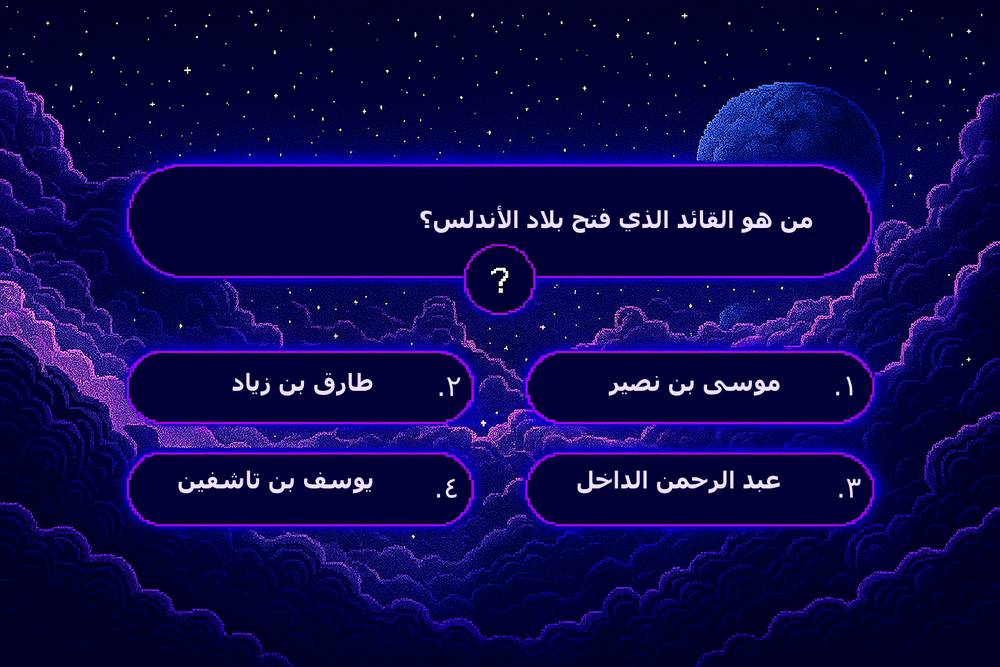 من هو القائد الذي فتح بلاد الأندلس؟
?
١. موسى بن نصير
٢. طارق بن زياد
٣. عبد الرحمن الداخل
٤. يوسف بن تاشفين